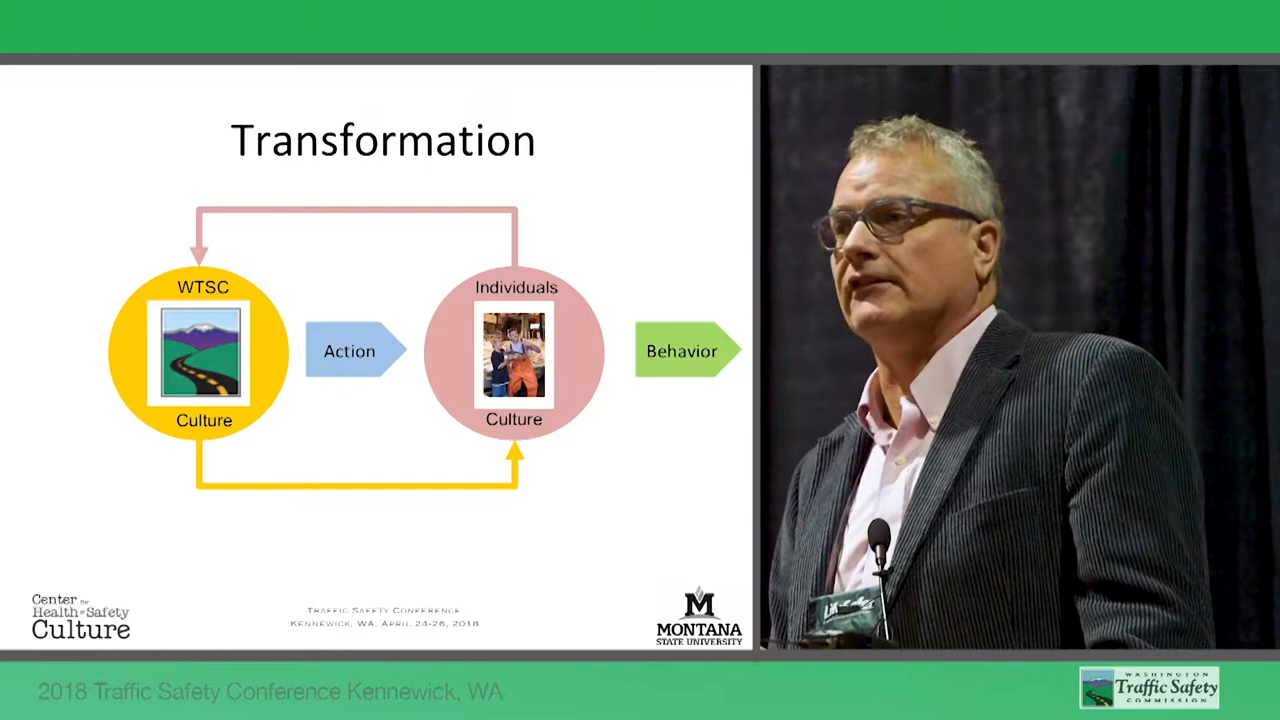 Transformation
WTSC
Individuals
Action
Behavior
Culture
Culture
Center for
Health & Safety
Culture
TRAFFIC SAFETY CONFERENCE
KENNEWICK, WA. APRIL 24-26, 2018
M
MONTANA
STATE UNIVERSITY
2018 Traffic Safety Conference Kennewick, WA
WASHINGTON
Traffic Safety
COMMISSION